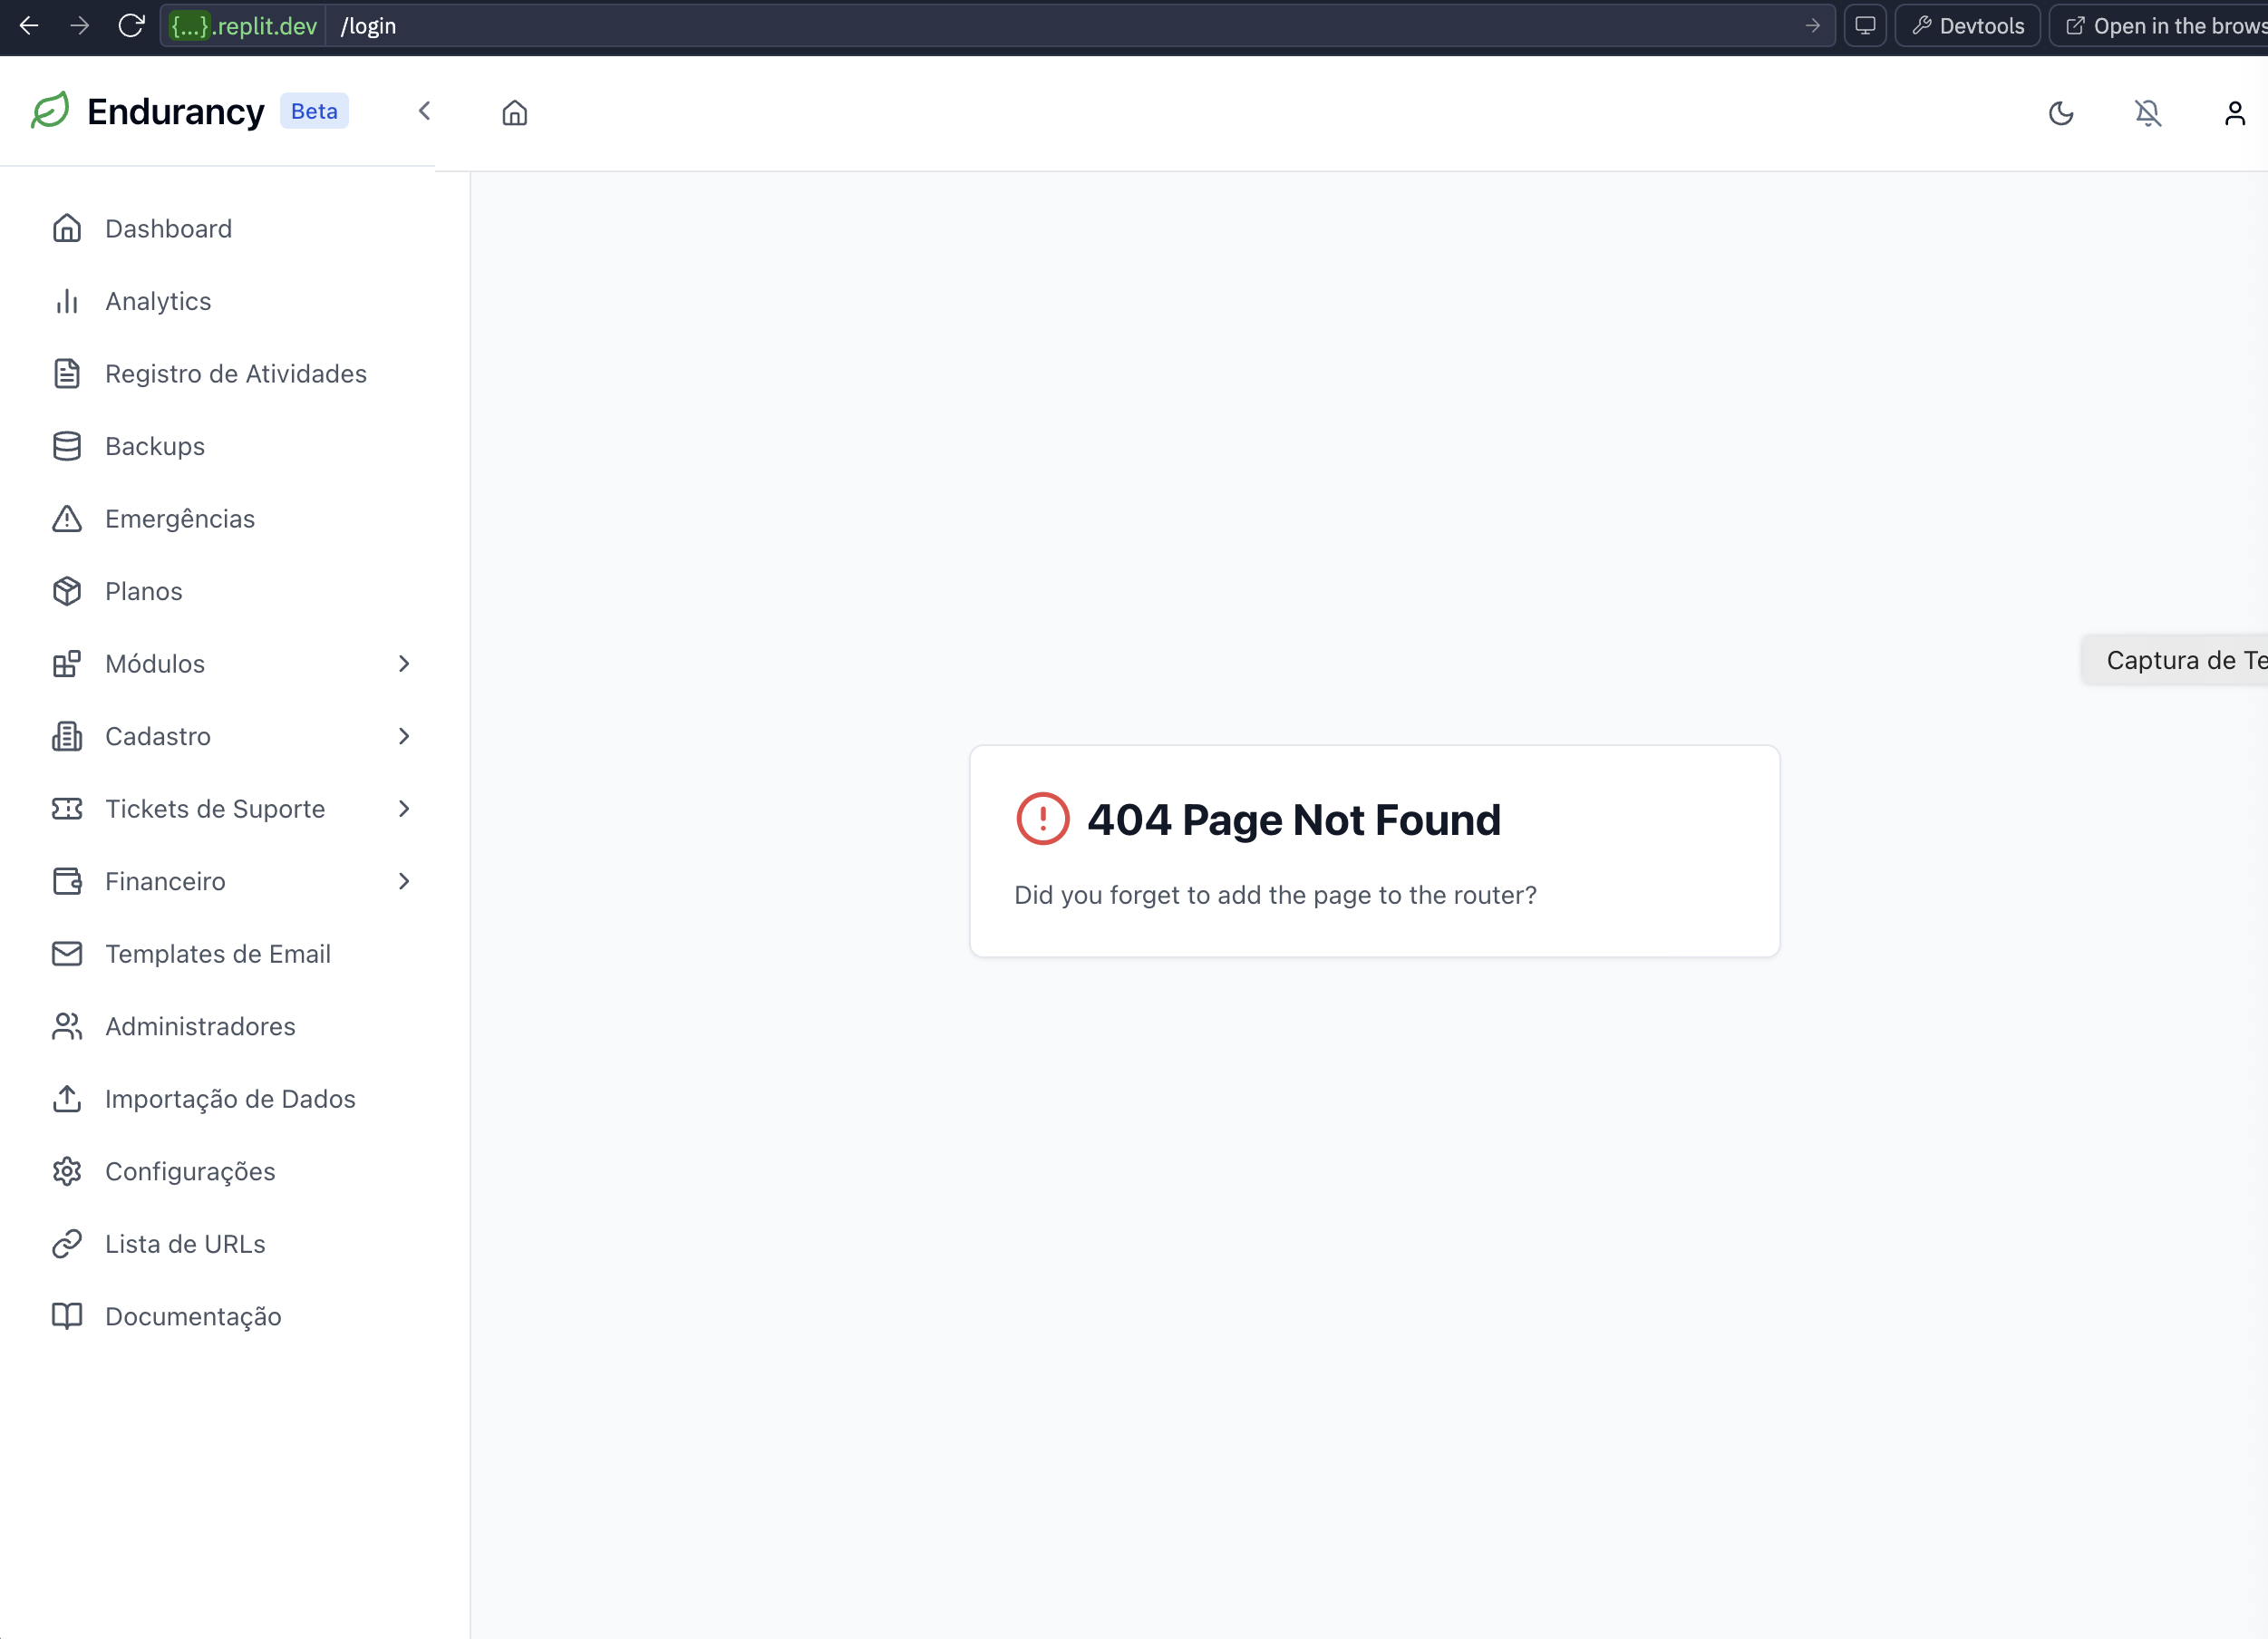 {...}.replit.dev /login Devtools Open in the brows
Endurancy Beta
Dashboard
Analytics
Registro de Atividades
Backups
Emergências
Planos
Módulos
Captura de Te
Cadastro
Tickets de Suporte
Financeiro
Templates de Email
Administradores
Importação de Dados
Configurações
Lista de URLs
Documentação
404 Page Not Found
Did you forget to add the page to the router?